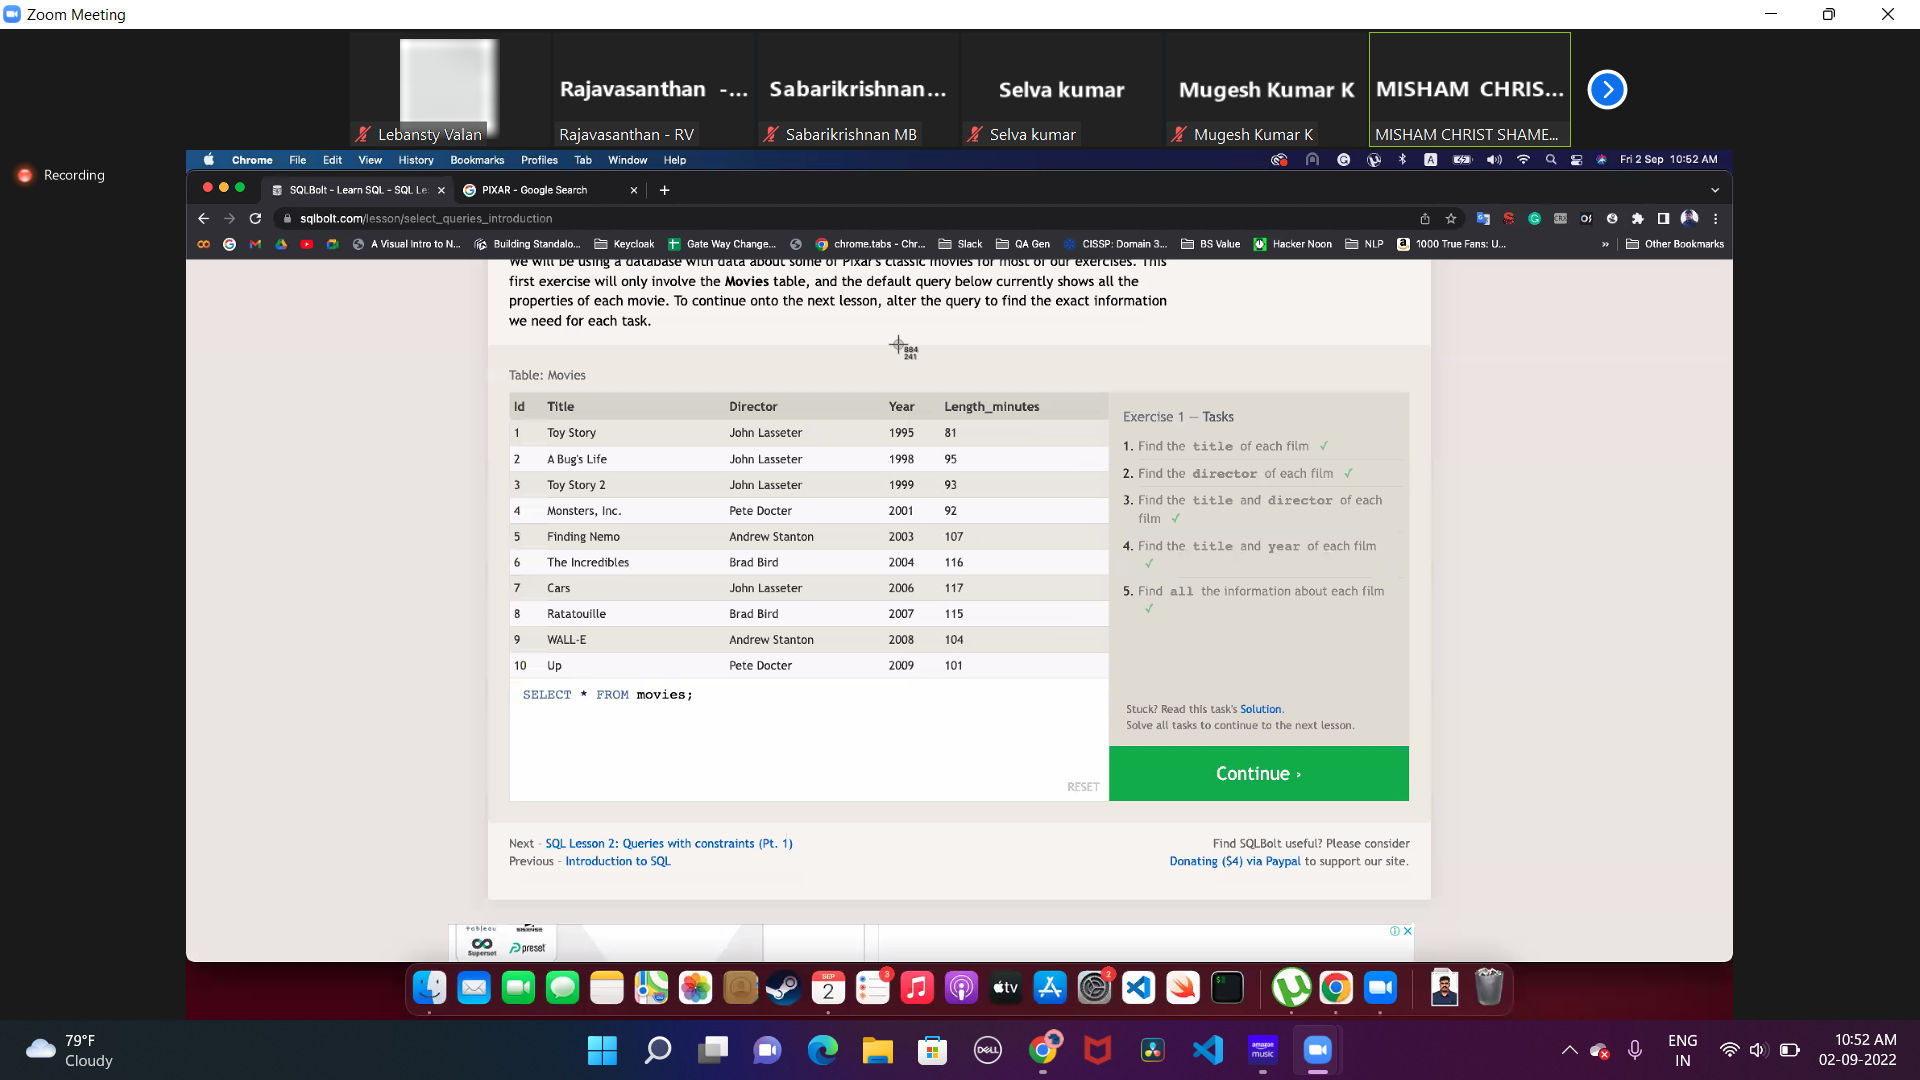 Zoom Meeting
Rajavasanthan -...
Sabarikrishnan...
Selva kumar
Mugesh Kumar K
MISHAM CHRIS...
Lebansty Valan
Rajavasanthan - RV
Sabarikrishnan MB
Selva kumar
Mugesh Kumar K
MISHAM CHRIST SHAME...
Recording
Chrome File Edit View History Bookmarks Profiles Tab Window Help
Fri 2 Sep 10:52 AM
SQLBolt - Learn SQL - SQL Le
PIXAR - Google Search
sqlbolt.com/lesson/select_queries_introduction
A Visual Intro to N...
Building Standalo...
Keycloak
Gate Way Change...
chrome.tabs - Chr...
Slack
QA Gen
CISSP: Domain 3...
BS Value
Hacker Noon
NLP
1000 True Fans: U...
»
Other Bookmarks
We will be using a database with data about some of Pixar's classic movies for most of our exercises. This
first exercise will only involve the Movies table, and the default query below currently shows all the
properties of each movie. To continue onto the next lesson, alter the query to find the exact information
we need for each task.
884
241
Table: Movies
Id Title Director Year Length_minutes
1 Toy Story John Lasseter 1995 81
2 A Bug's Life John Lasseter 1998 95
3 Toy Story 2 John Lasseter 1999 93
4 Monsters, Inc. Pete Docter 2001 92
5 Finding Nemo Andrew Stanton 2003 107
6 The Incredibles Brad Bird 2004 116
7 Cars John Lasseter 2006 117
8 Ratatouille Brad Bird 2007 115
9 WALL-E Andrew Stanton 2008 104
10 Up Pete Docter 2009 101
SELECT * FROM movies;
RESET
Exercise 1 — Tasks
1. Find the title of each film ✓
2. Find the director of each film ✓
3. Find the title and director of each
film ✓
4. Find the title and year of each film
✓
5. Find all the information about each film
✓
Stuck? Read this task's Solution.
Solve all tasks to continue to the next lesson.
Continue ›
Next - SQL Lesson 2: Queries with constraints (Pt. 1)
Previous - Introduction to SQL
Find SQLBolt useful? Please consider
Donating ($4) via Paypal to support our site.
Superset
preset
SEP
2
3
tv
2
79°F
Cloudy
DELL
amazon
music
ENG
IN
10:52 AM
02-09-2022